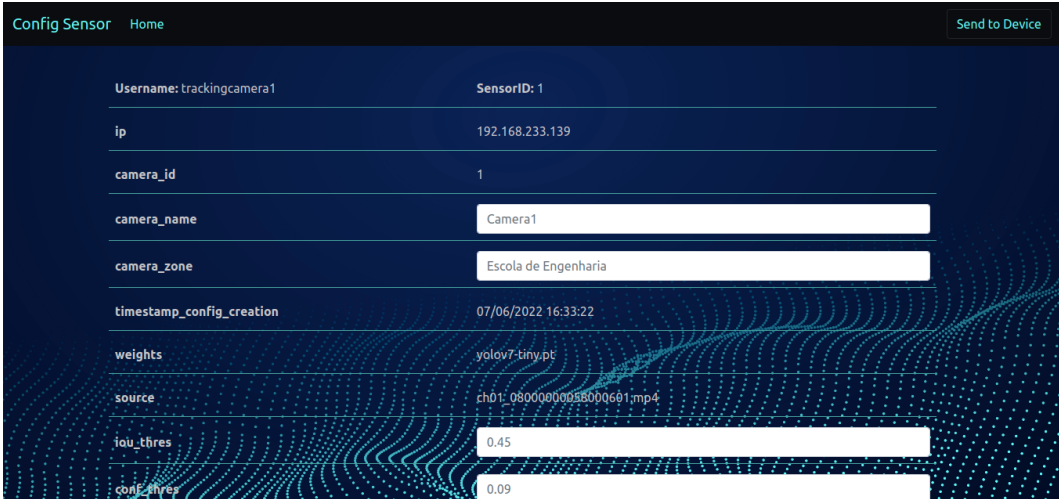 Config Sensor Home Send to Device
Username: trackingcamera1 SensorID: 1
ip 192.168.233.139
camera_id 1
camera_name Camera1
camera_zone Escola de Engenharia
timestamp_config_creation 07/06/2022 16:33:22
weights yolov7-tiny.pt
source ch01_08000000058000601.mp4
iou_thres 0.45
conf_thres 0.09